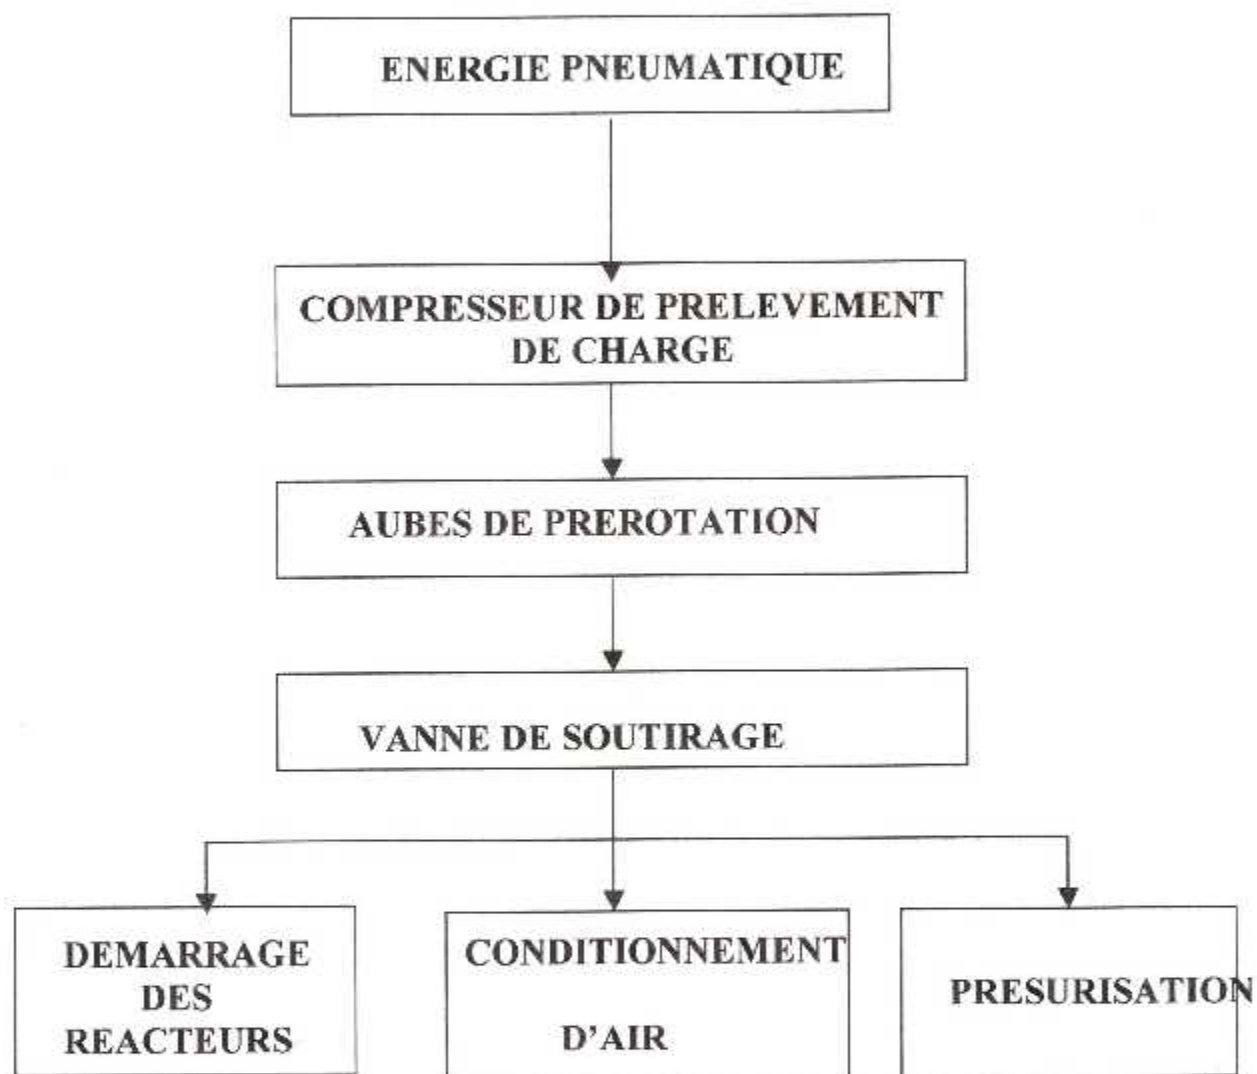 ENERGIE PNEUMATIQUE
COMPRESSEUR DE PRELEVEMENT
DE CHARGE
AUBES DE PREROTATION
VANNE DE SOUTIRAGE
DEMARRAGE
DES
REACTEURS
CONDITIONNEMENT
D'AIR
PRESURISATION